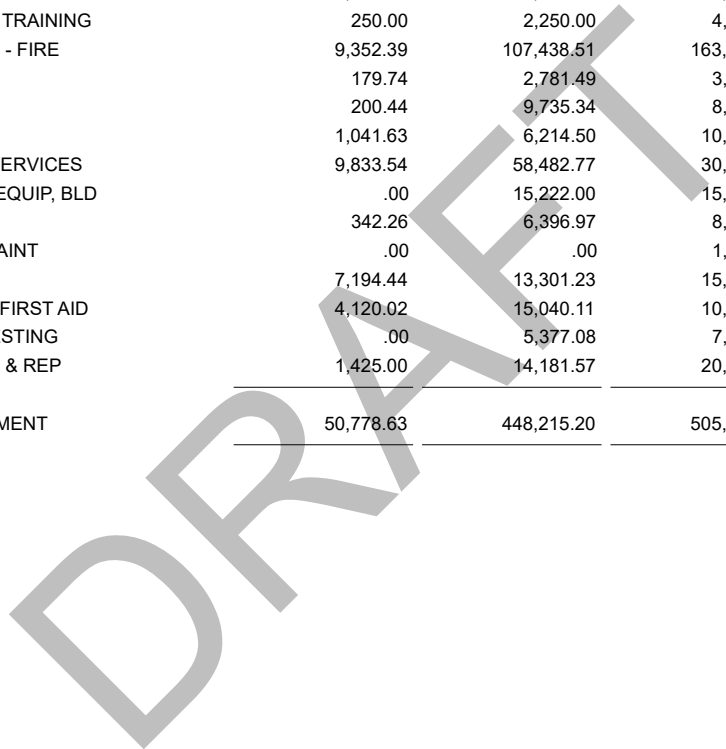 TRAINING 250.00 2,250.00 4,
- FIRE 9,352.39 107,438.51 163,
179.74 2,781.49 3,
200.44 9,735.34 8,
1,041.63 6,214.50 10,
ERVICES 9,833.54 58,482.77 30,
EQUIP, BLD .00 15,222.00 15,
342.26 6,396.97 8,
AINT .00 .00 1,
7,194.44 13,301.23 15,
FIRST AID 4,120.02 15,040.11 10,
ESTING .00 5,377.08 7,
& REP 1,425.00 14,181.57 20,
MENT 50,778.63 448,215.20 505,
DRAFT